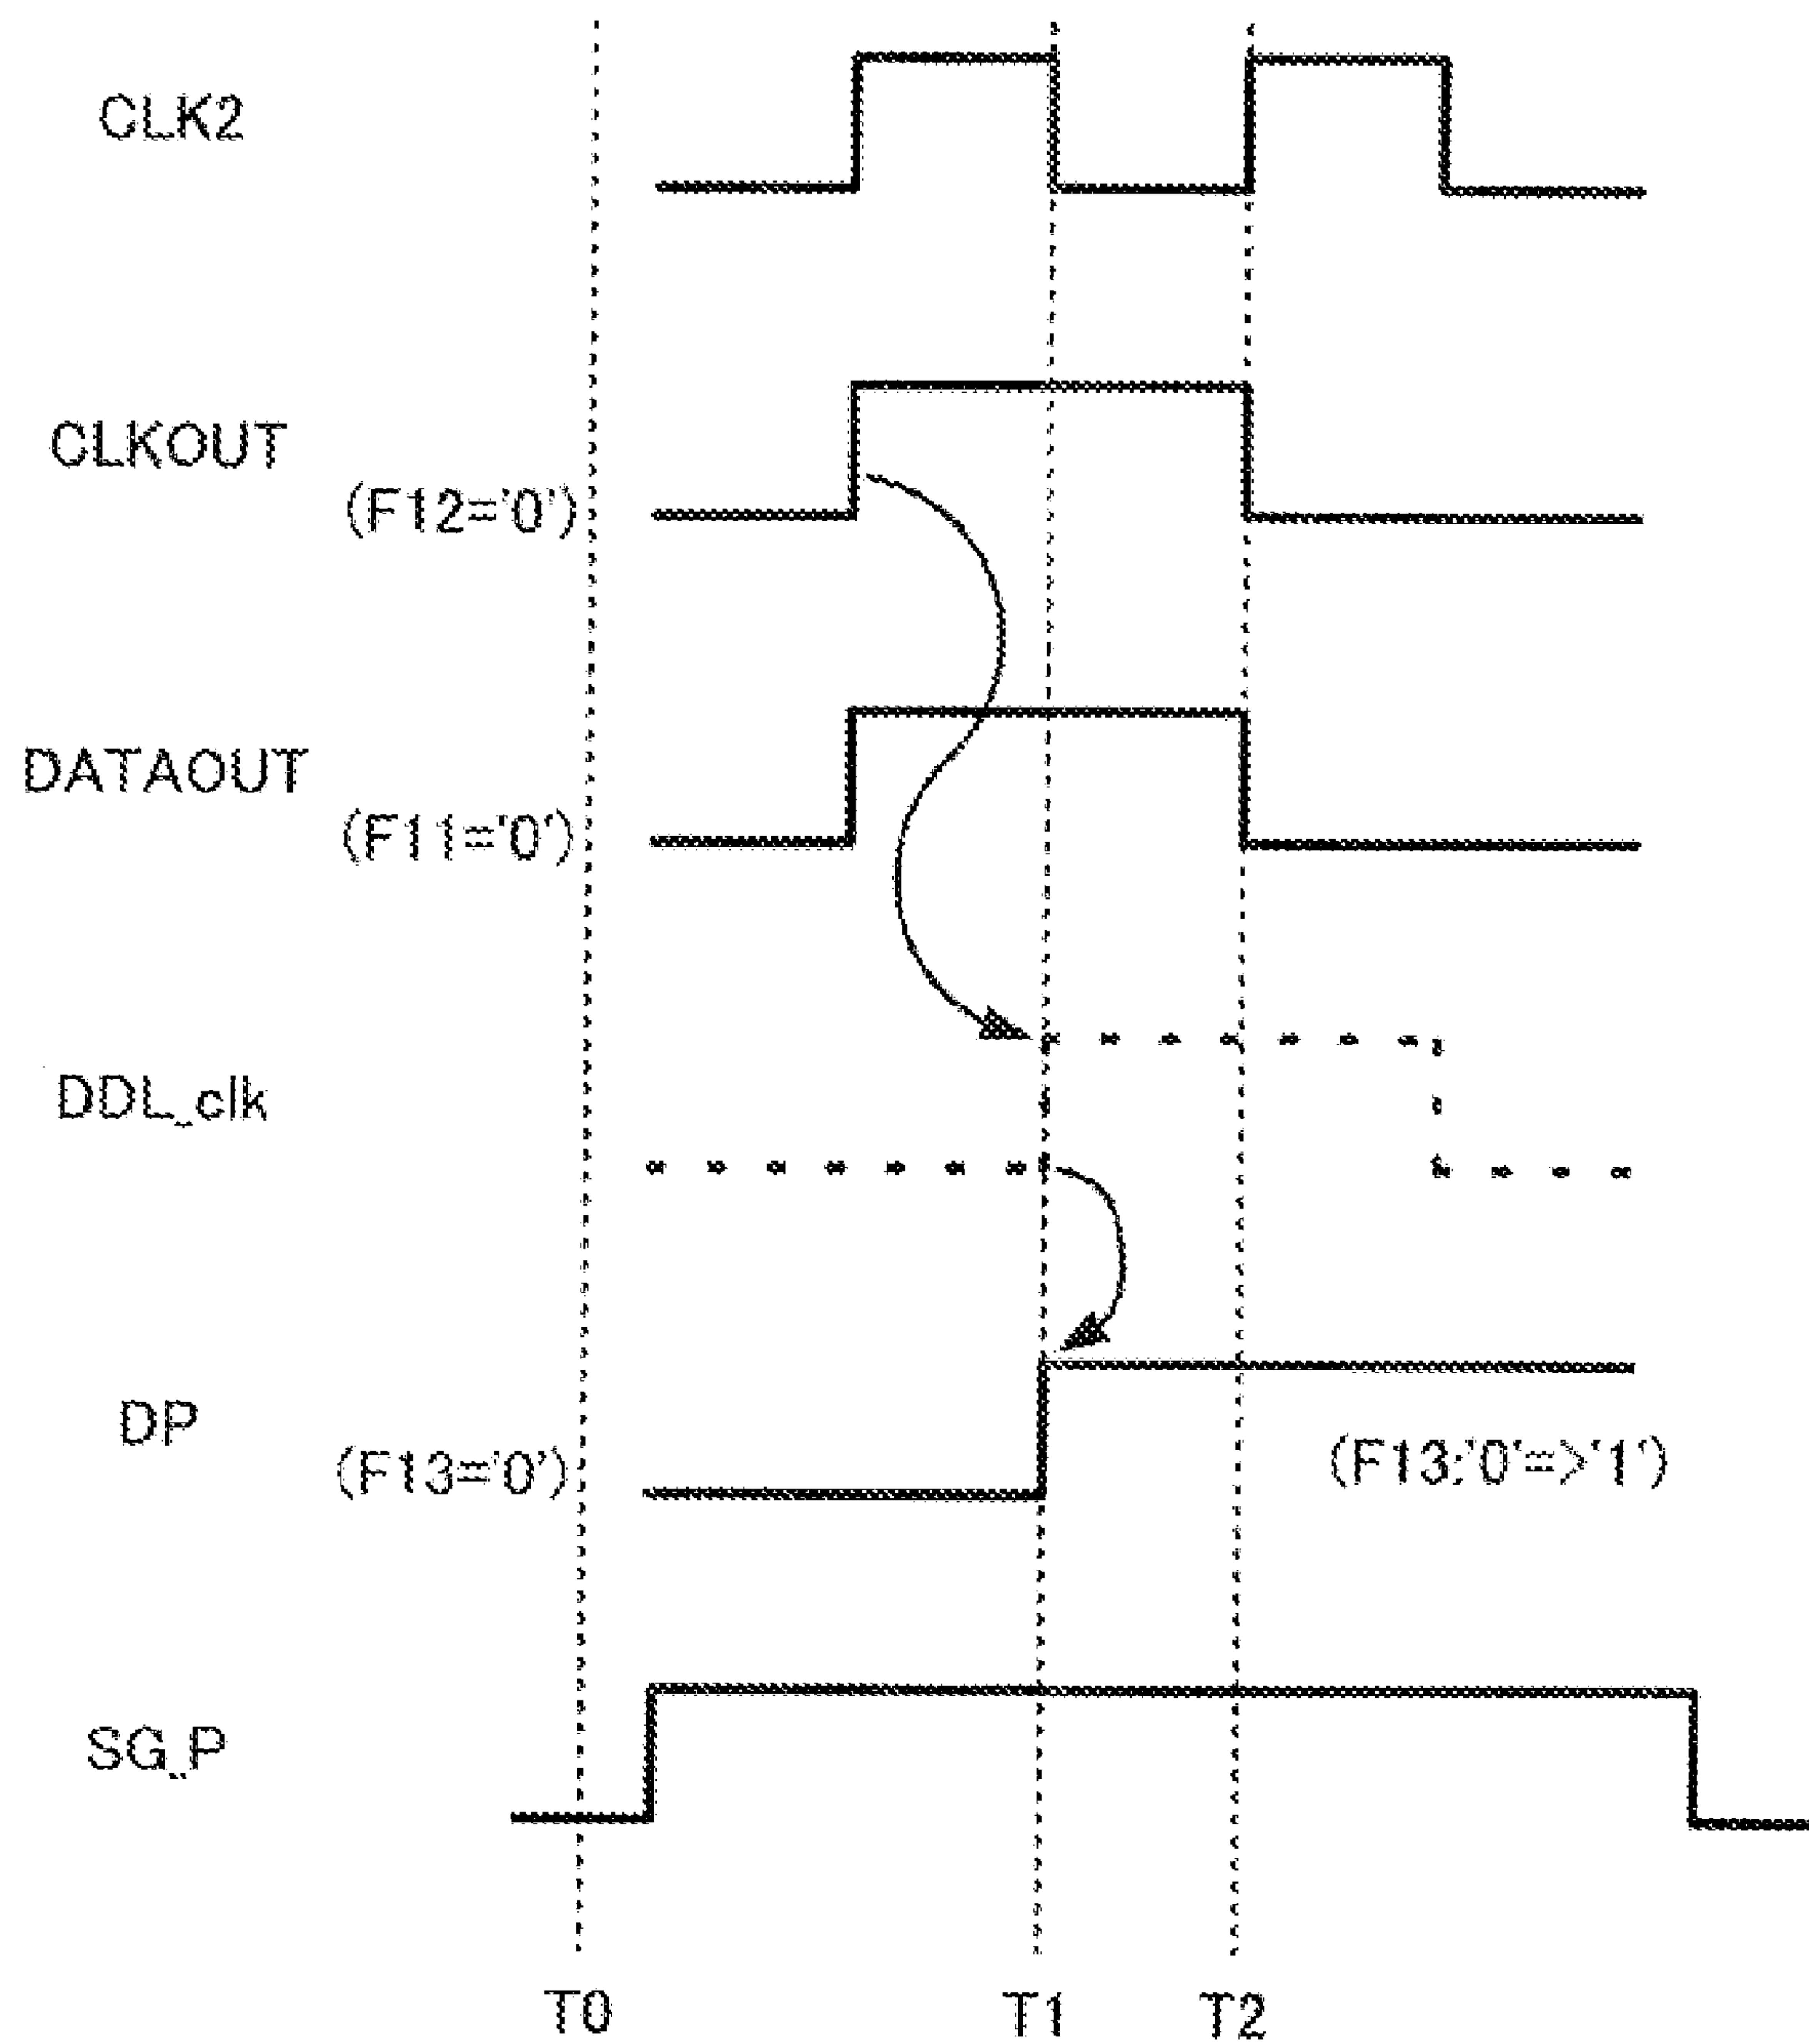 CLK2
CLKOUT
(F12='0')
DATAOUT
(F11='0')
DDL_clk
DP
(F13='0')
(F13:'0'=>'1')
SG_P
T0
T1
T2